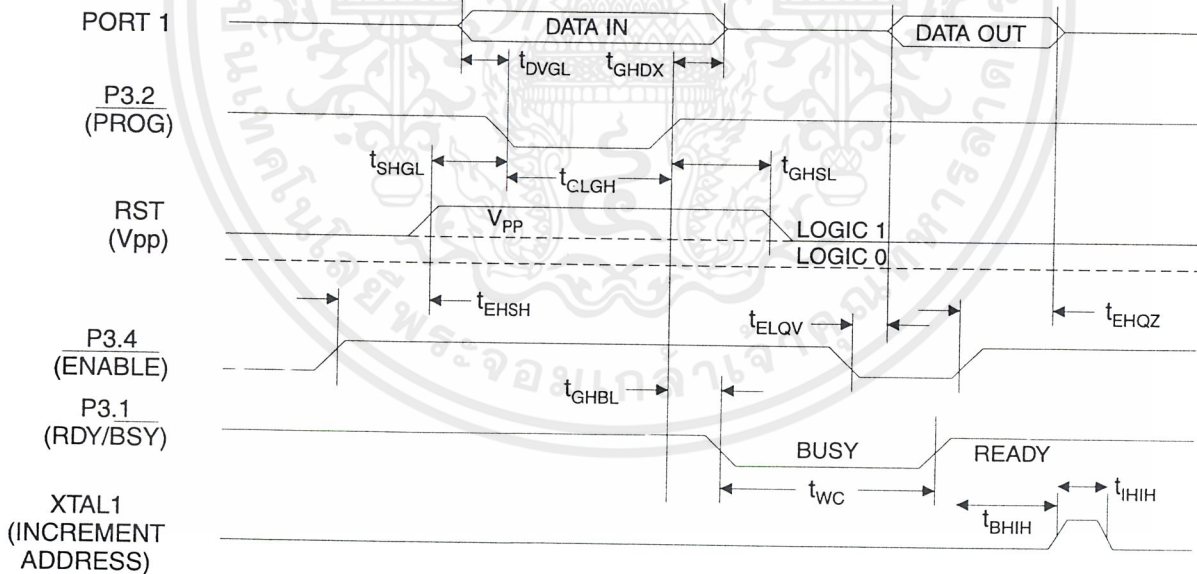 PORT 1
DATA IN
DATA OUT
tDVGL
tGHDX
P3.2
(PROG)
tSHGL
tCLGH
tGHSL
RST
(Vpp)
VPP
LOGIC 1
LOGIC 0
tEHSH
tELQV
tEHQZ
P3.4
(ENABLE)
tGHBL
P3.1
(RDY/BSY)
BUSY
READY
tWC
tIHIH
tBHIH
XTAL1
(INCREMENT
ADDRESS)